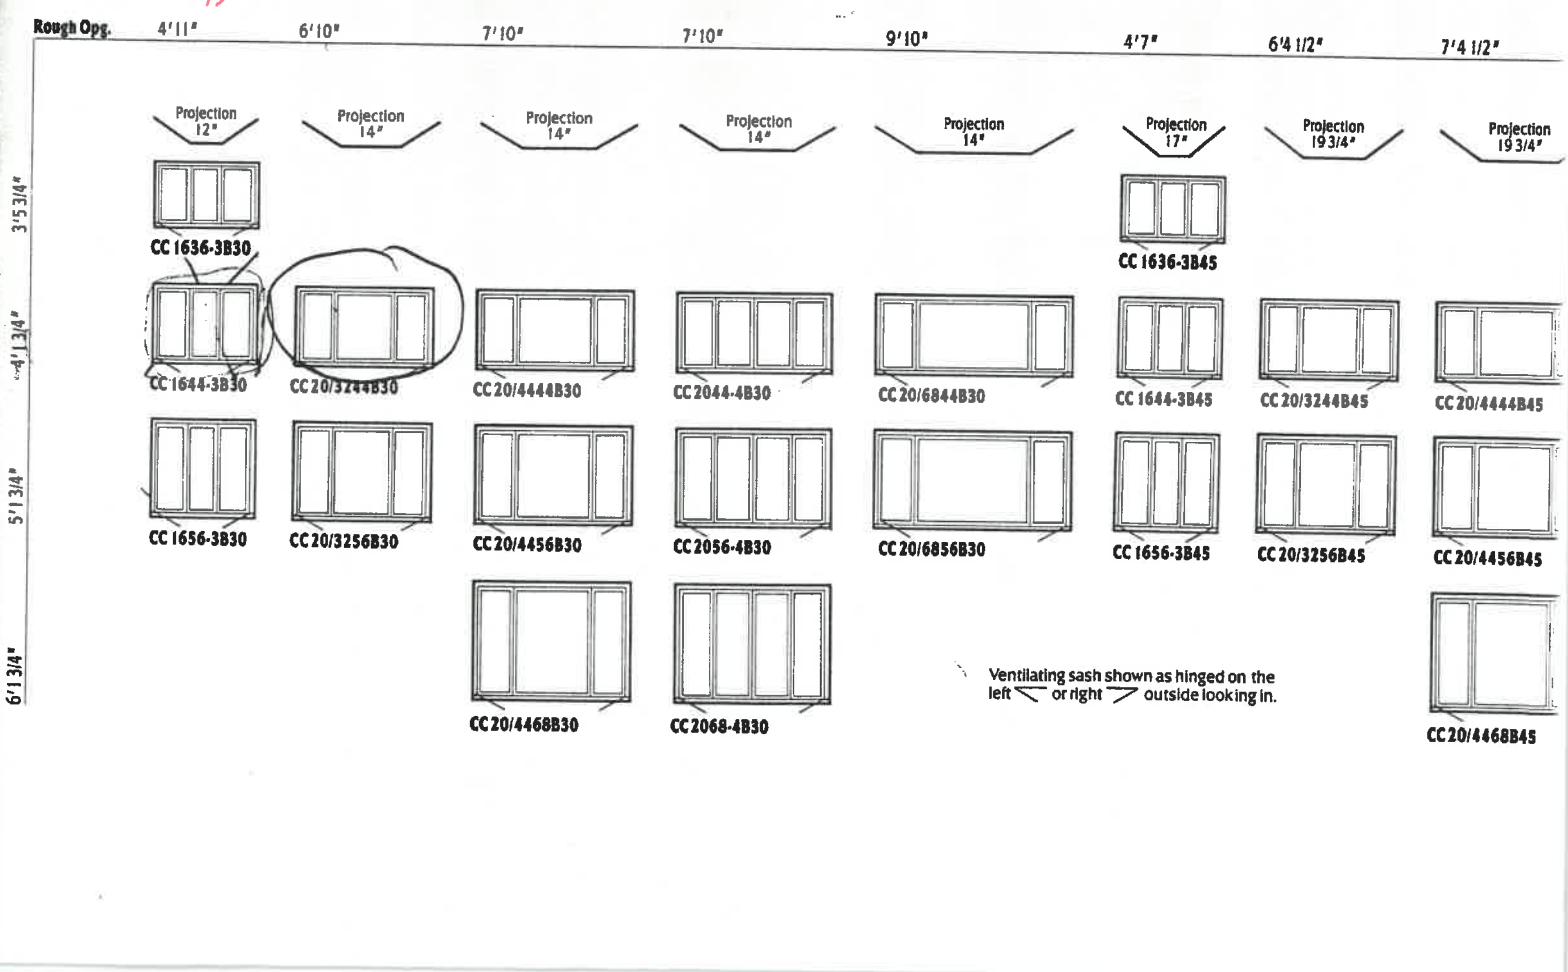 Rough Opg. 4'11" 6'10" 7'10" 7'10" 9'10" 4'7" 6'4 1/2" 7'4 1/2"
Projection Projection Projection Projection Projection Projection Projection Projection
12" 14" 14" 14" 14" 17" 19 3/4" 19 3/4"
3'5 3/4"
CC 1636-3B30 CC 1636-3B45
4'1 3/4"
CC 1644-3B30 CC 20/3244B30 CC 20/4444B30 CC 2044-4B30 CC 20/6844B30 CC 1644-3B45 CC 20/3244B45 CC 20/4444B45
5'1 3/4"
CC 1656-3B30 CC 20/3256B30 CC 20/4456B30 CC 2056-4B30 CC 20/6856B30 CC 1656-3B45 CC 20/3256B45 CC 20/4456B45
6'1 3/4"
CC 20/4468B30 CC 2068-4B30 CC 20/4468B45
Ventilating sash shown as hinged on the
left or right outside looking in.